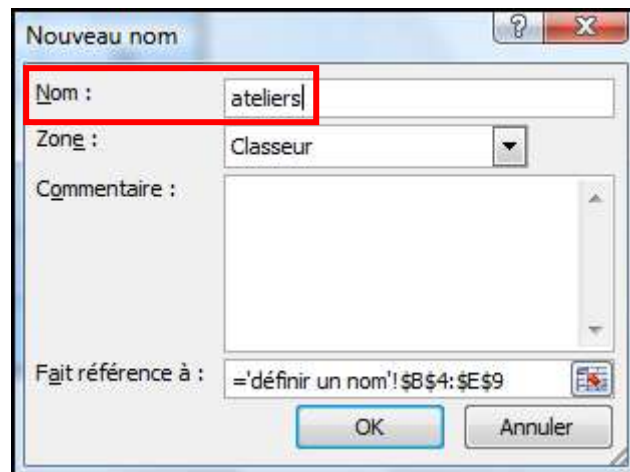 Nouveau nom
Nom :
ateliers
Zone :
Classeur
Commentaire :
Fait référence à :
='définir un nom'!$B$4:$E$9
OK
Annuler